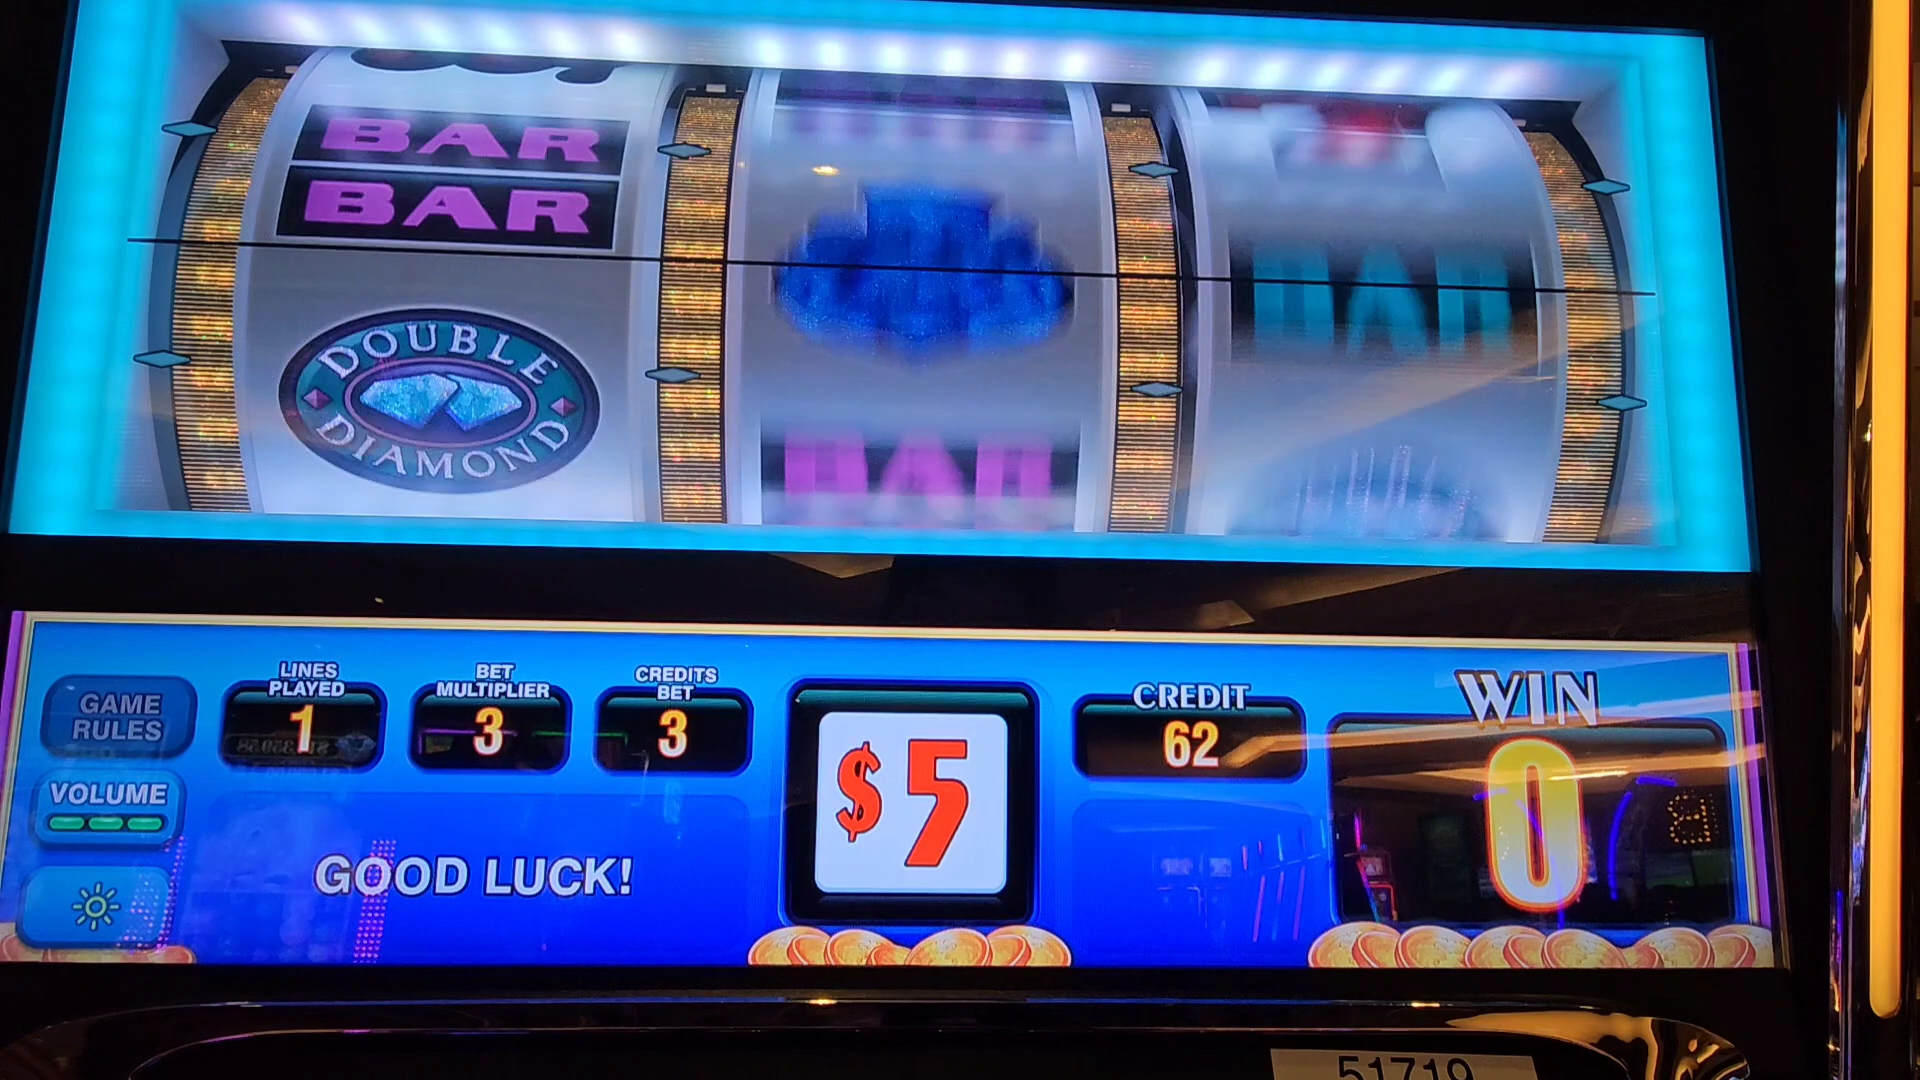 BAR
BAR
DOUBLE
DIAMOND
GAME
RULES
VOLUME
LINES
PLAYED
1
BET
MULTIPLIER
3
CREDITS
BET
3
GOOD LUCK!
$5
CREDIT
62
WIN
0
51719